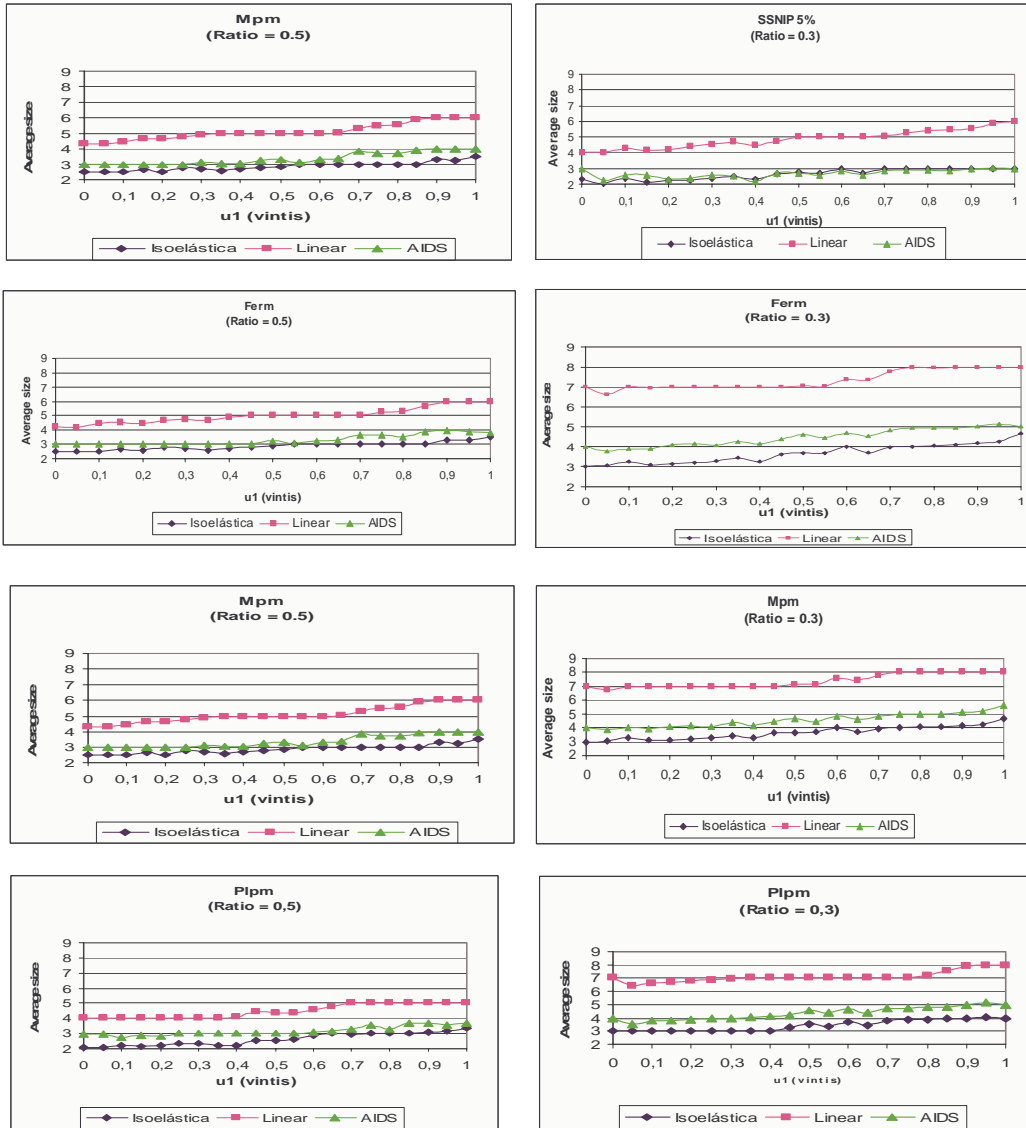 Mpm
(Ratio = 0.5)
Average size
9
8
7
6
5
4
3
2
0 0,1 0,2 0,3 0,4 0,5 0,6 0,7 0,8 0,9 1
u1 (vintis)
Isoelástica Linear AIDS
SSNIP 5%
(Ratio = 0.3)
Average size
9
8
7
6
5
4
3
2
0 0,1 0,2 0,3 0,4 0,5 0,6 0,7 0,8 0,9 1
u1 (vintis)
Isoelástica Linear AIDS
Ferm
(Ratio = 0.5)
Average size
9
8
7
6
5
4
3
2
0 0,1 0,2 0,3 0,4 0,5 0,6 0,7 0,8 0,9 1
u1 (vintis)
Isoelástica Linear AIDS
Ferm
(Ratio = 0.3)
Average size
9
8
7
6
5
4
3
2
0 0,1 0,2 0,3 0,4 0,5 0,6 0,7 0,8 0,9 1
u1 (vintis)
Isoelástica Linear AIDS
Mpm
(Ratio = 0.5)
Average size
9
8
7
6
5
4
3
2
0 0,1 0,2 0,3 0,4 0,5 0,6 0,7 0,8 0,9 1
u1 (vintis)
Isoelástica Linear AIDS
Mpm
(Ratio = 0.3)
Average size
9
8
7
6
5
4
3
2
0 0,1 0,2 0,3 0,4 0,5 0,6 0,7 0,8 0,9 1
u1 (vintis)
Isoelástica Linear AIDS
Plpm
(Ratio = 0,5)
Average size
9
8
7
6
5
4
3
2
0 0,1 0,2 0,3 0,4 0,5 0,6 0,7 0,8 0,9 1
u1 (vintis)
Isoelástica Linear AIDS
Plpm
(Ratio = 0,3)
Average size
9
8
7
6
5
4
3
2
0 0,1 0,2 0,3 0,4 0,5 0,6 0,7 0,8 0,9 1
u1 (vintis)
Isoelástica Linear AIDS